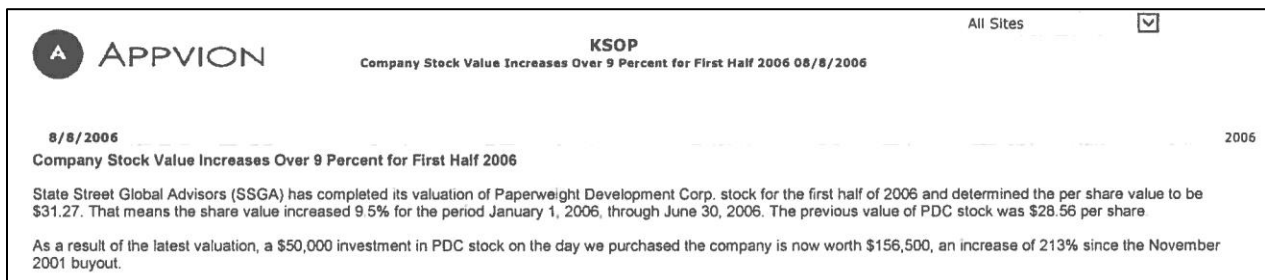 All Sites
A APPVION
KSOP
Company Stock Value Increases Over 9 Percent for First Half 2006 08/8/2006
8/8/2006 2006
Company Stock Value Increases Over 9 Percent for First Half 2006
State Street Global Advisors (SSGA) has completed its valuation of Paperweight Development Corp. stock for the first half of 2006 and determined the per share value to be
$31.27. That means the share value increased 9.5% for the period January 1, 2006, through June 30, 2006. The previous value of PDC stock was $28.56 per share
As a result of the latest valuation, a $50,000 investment in PDC stock on the day we purchased the company is now worth $156,500, an increase of 213% since the November
2001 buyout.